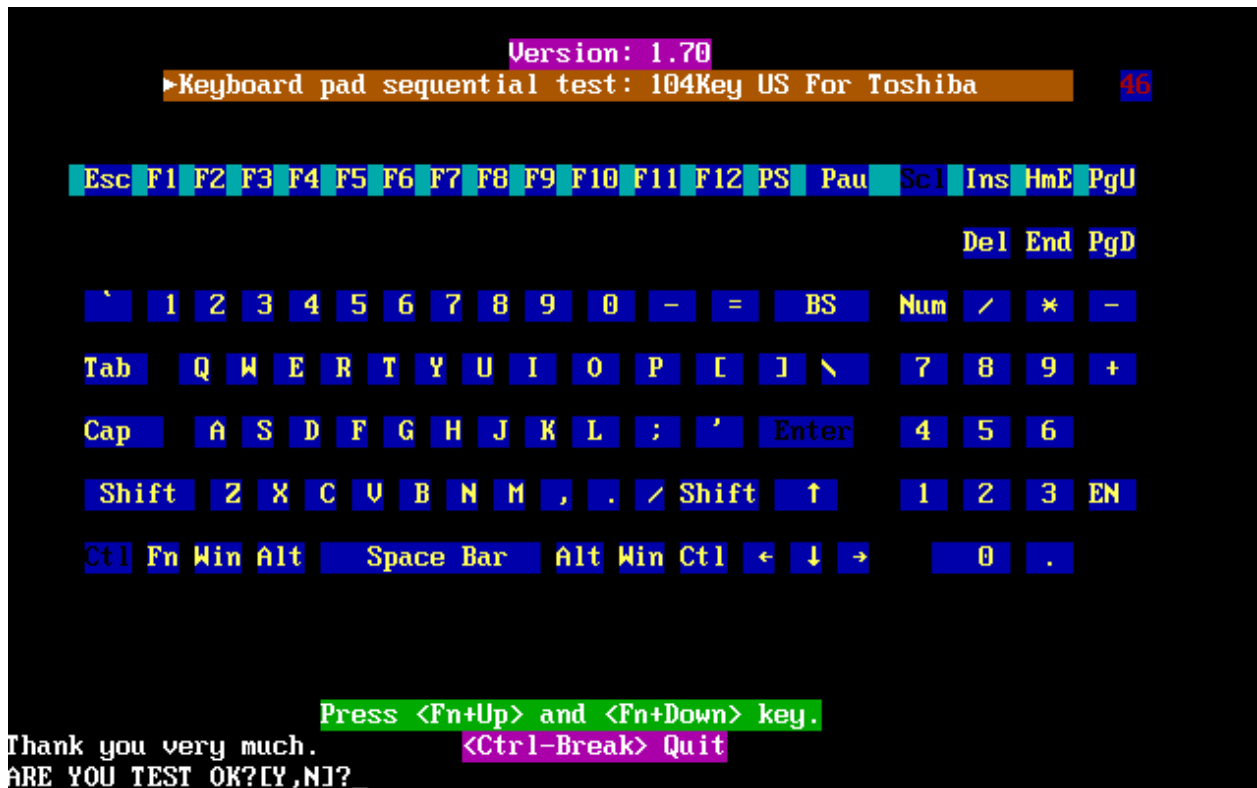 Version: 1.70
►Keyboard pad sequential test: 104Key US For Toshiba 46
Esc F1 F2 F3 F4 F5 F6 F7 F8 F9 F10 F11 F12 PS Pau Scl Ins HmE PgU
Del End PgD
` 1 2 3 4 5 6 7 8 9 0 - = BS Num / * -
Tab Q W E R T Y U I O P [ ] \ 7 8 9 +
Cap A S D F G H J K L ; ' Enter 4 5 6
Shift Z X C V B N M , . / Shift ↑ 1 2 3 EN
Ctl Fn Win Alt Space Bar Alt Win Ctl ← ↓ → 0 .
Press <Fn+Up> and <Fn+Down> key.
Thank you very much. <Ctrl-Break> Quit
ARE YOU TEST OK?[Y,N]?_